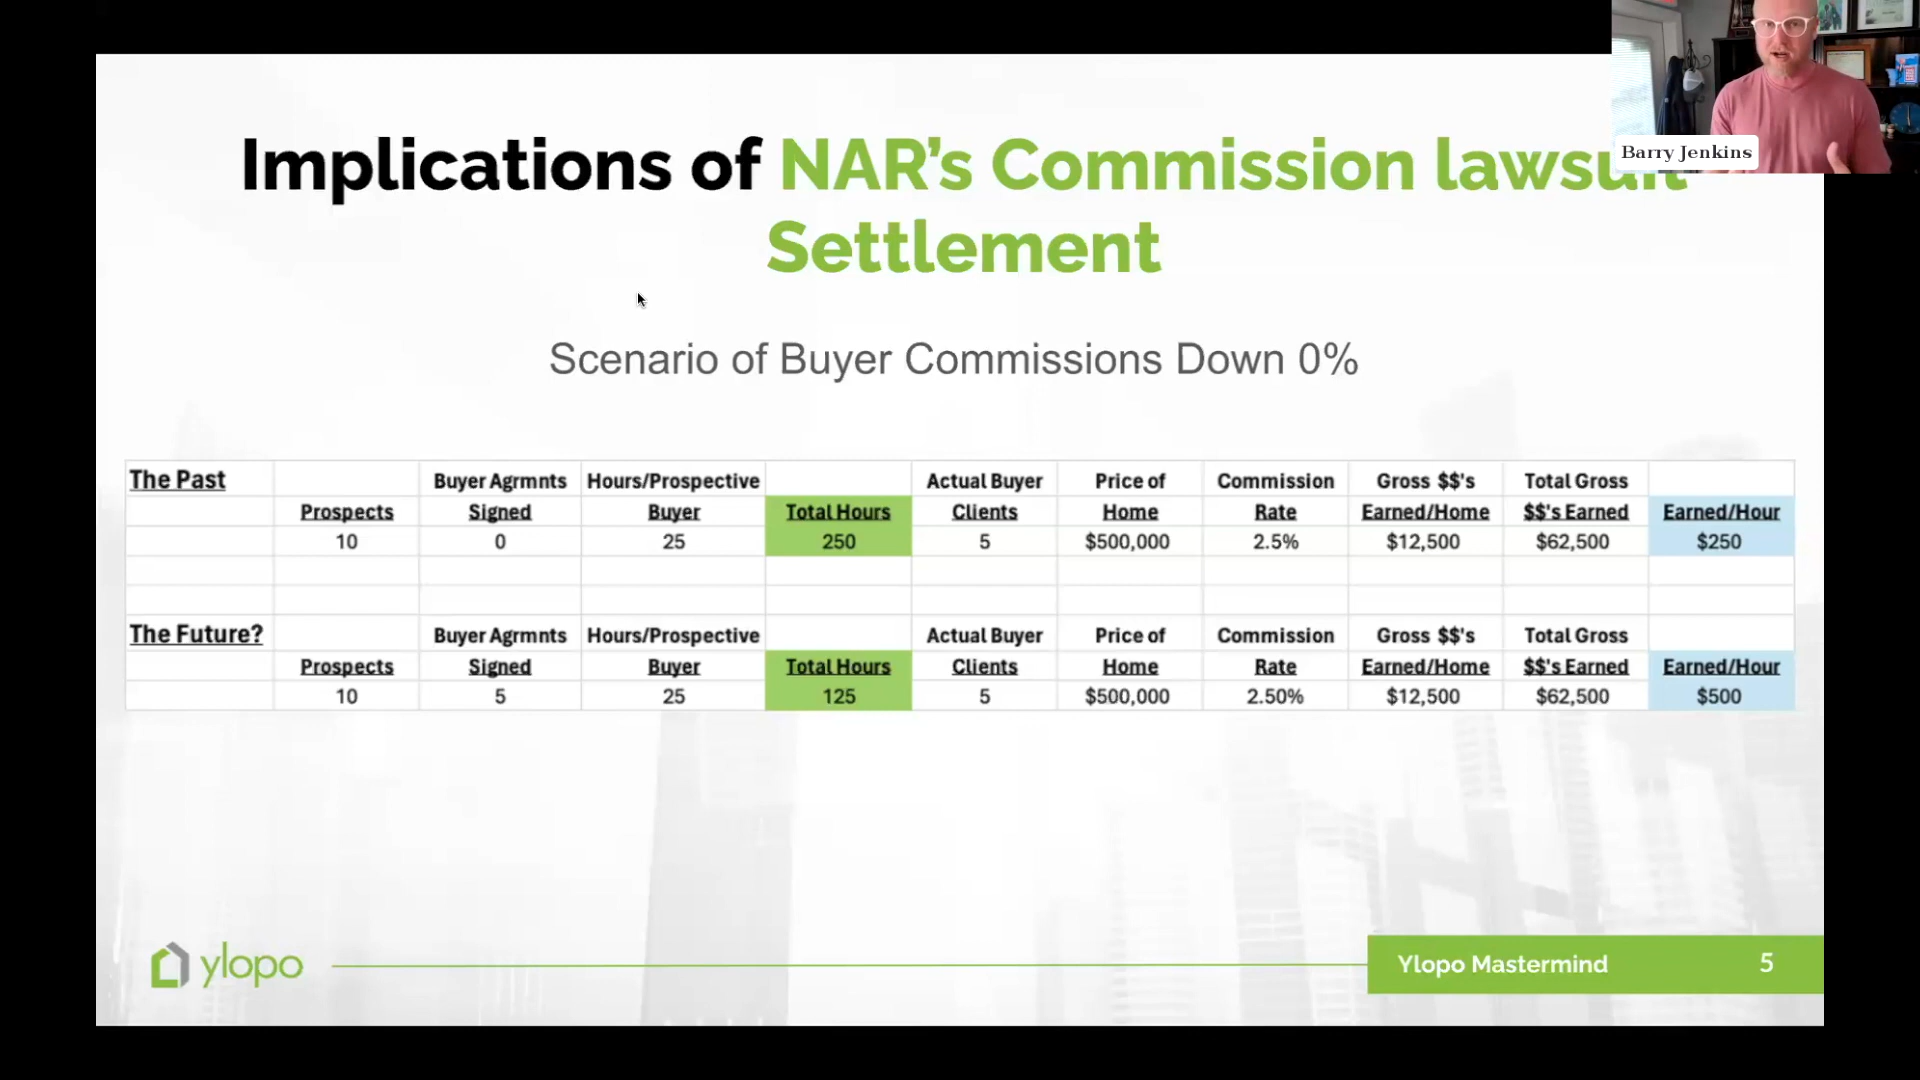 Implications of NAR's Commission lawsuit
Settlement
Barry Jenkins
Scenario of Buyer Commissions Down 0%
The Past Buyer Agrmnts Hours/Prospective Actual Buyer Price of Commission Gross $$'s Total Gross
Prospects Signed Buyer Total Hours Clients Home Rate Earned/Home $$'s Earned Earned/Hour
10 0 25 250 5 $500,000 2.5% $12,500 $62,500 $250
The Future? Buyer Agrmnts Hours/Prospective Actual Buyer Price of Commission Gross $$'s Total Gross
Prospects Signed Buyer Total Hours Clients Home Rate Earned/Home $$'s Earned Earned/Hour
10 5 25 125 5 $500,000 2.50% $12,500 $62,500 $500
ylopo
Ylopo Mastermind 5